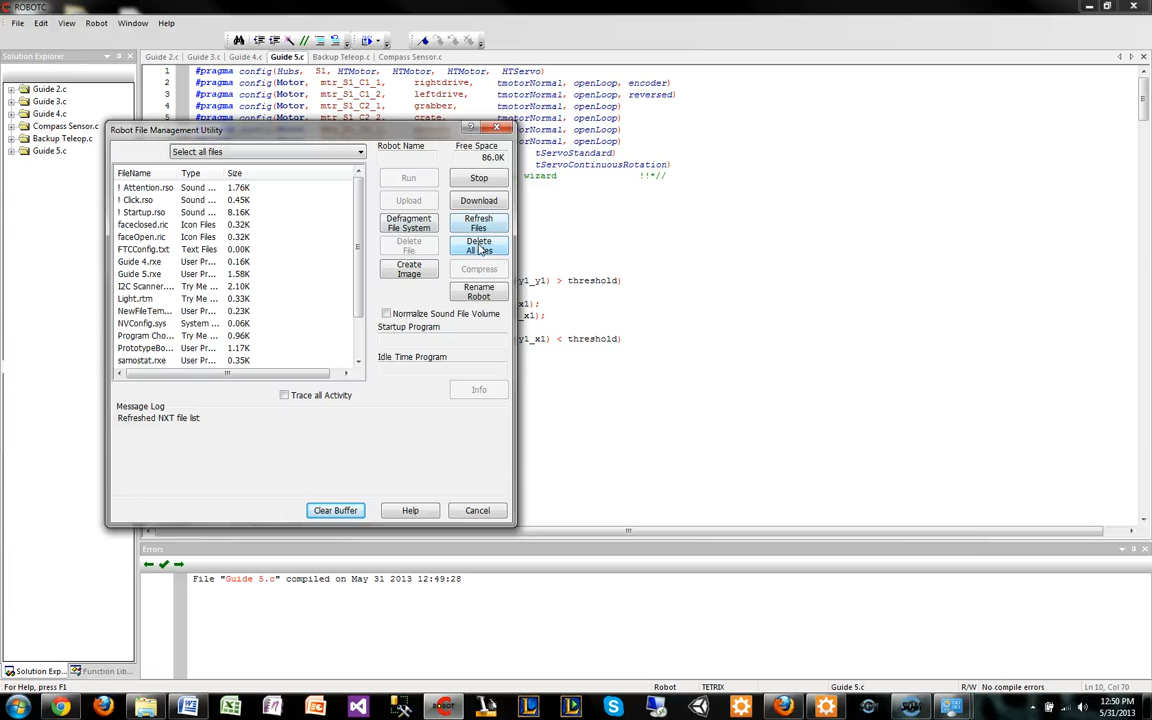 ROBOTC
File Edit View Robot Window Help
Solution Explorer
Guide 2.c Guide 3.c Guide 4.c Guide 5.c Backup Teleop.c Compass Sensor.c
Guide 2.c
Guide 3.c
Guide 4.c
Compass Sensor.c
Backup Teleop.c
Guide 5.c
1 #pragma config(Hubs, S1, HTMotor, HTMotor, HTMotor, HTServo)
2 #pragma config(Motor, mtr_S1_C1_1, rightdrive, tmotorNormal, openLoop, encoder)
3 #pragma config(Motor, mtr_S1_C1_2, leftdrive, tmotorNormal, openLoop, reversed)
4 #pragma config(Motor, mtr_S1_C2_1, grabber, tmotorNormal, openLoop)
tmotorNormal, openLoop)
tmotorNormal, openLoop)
tmotorNormal, openLoop)
tServoStandard)
tServoContinuousRotation)
wizard !!*//
y1_y1) > threshold)
x1);
_x1);
y1_x1) < threshold)
Robot File Management Utility
Select all files
Robot Name
Free Space
86.0K
FileName Type Size
! Attention.rso Sound ... 1.76K
! Click.rso Sound ... 0.45K
! Startup.rso Sound ... 8.16K
faceclosed.ric Icon Files 0.32K
faceOpen.ric Icon Files 0.32K
FTCConfig.txt Text Files 0.00K
Guide 4.rxe User Pr... 0.96K
Guide 5.rxe User Pr... 1.58K
I2C Scanner.... Try Me ... 2.10K
Light.rtm Try Me ... 0.33K
NewFileTem... User Pr... 0.23K
NVConfig.sys System ... 0.06K
Program Cho... Try Me ... 0.96K
PrototypeBo... User Pr... 1.17K
samostat.rxe User Pr... 0.35K
Run
Stop
Upload
Download
Defragment File System
Refresh Files
Delete File
Delete All Files
Create Image
Compress
Rename Robot
Normalize Sound File Volume
Startup Program
Idle Time Program
Info
Trace all Activity
Message Log
Refreshed NXT file list
Clear Buffer
Help
Cancel
Errors
File "Guide 5.c" compiled on May 31 2013 12:49:28
Solution Exp... Function Lib...
For Help, press F1
Robot
TETRIX
Guide 5.c
R/W
No compile errors
Ln 10, Col 70
12:50 PM
5/31/2013